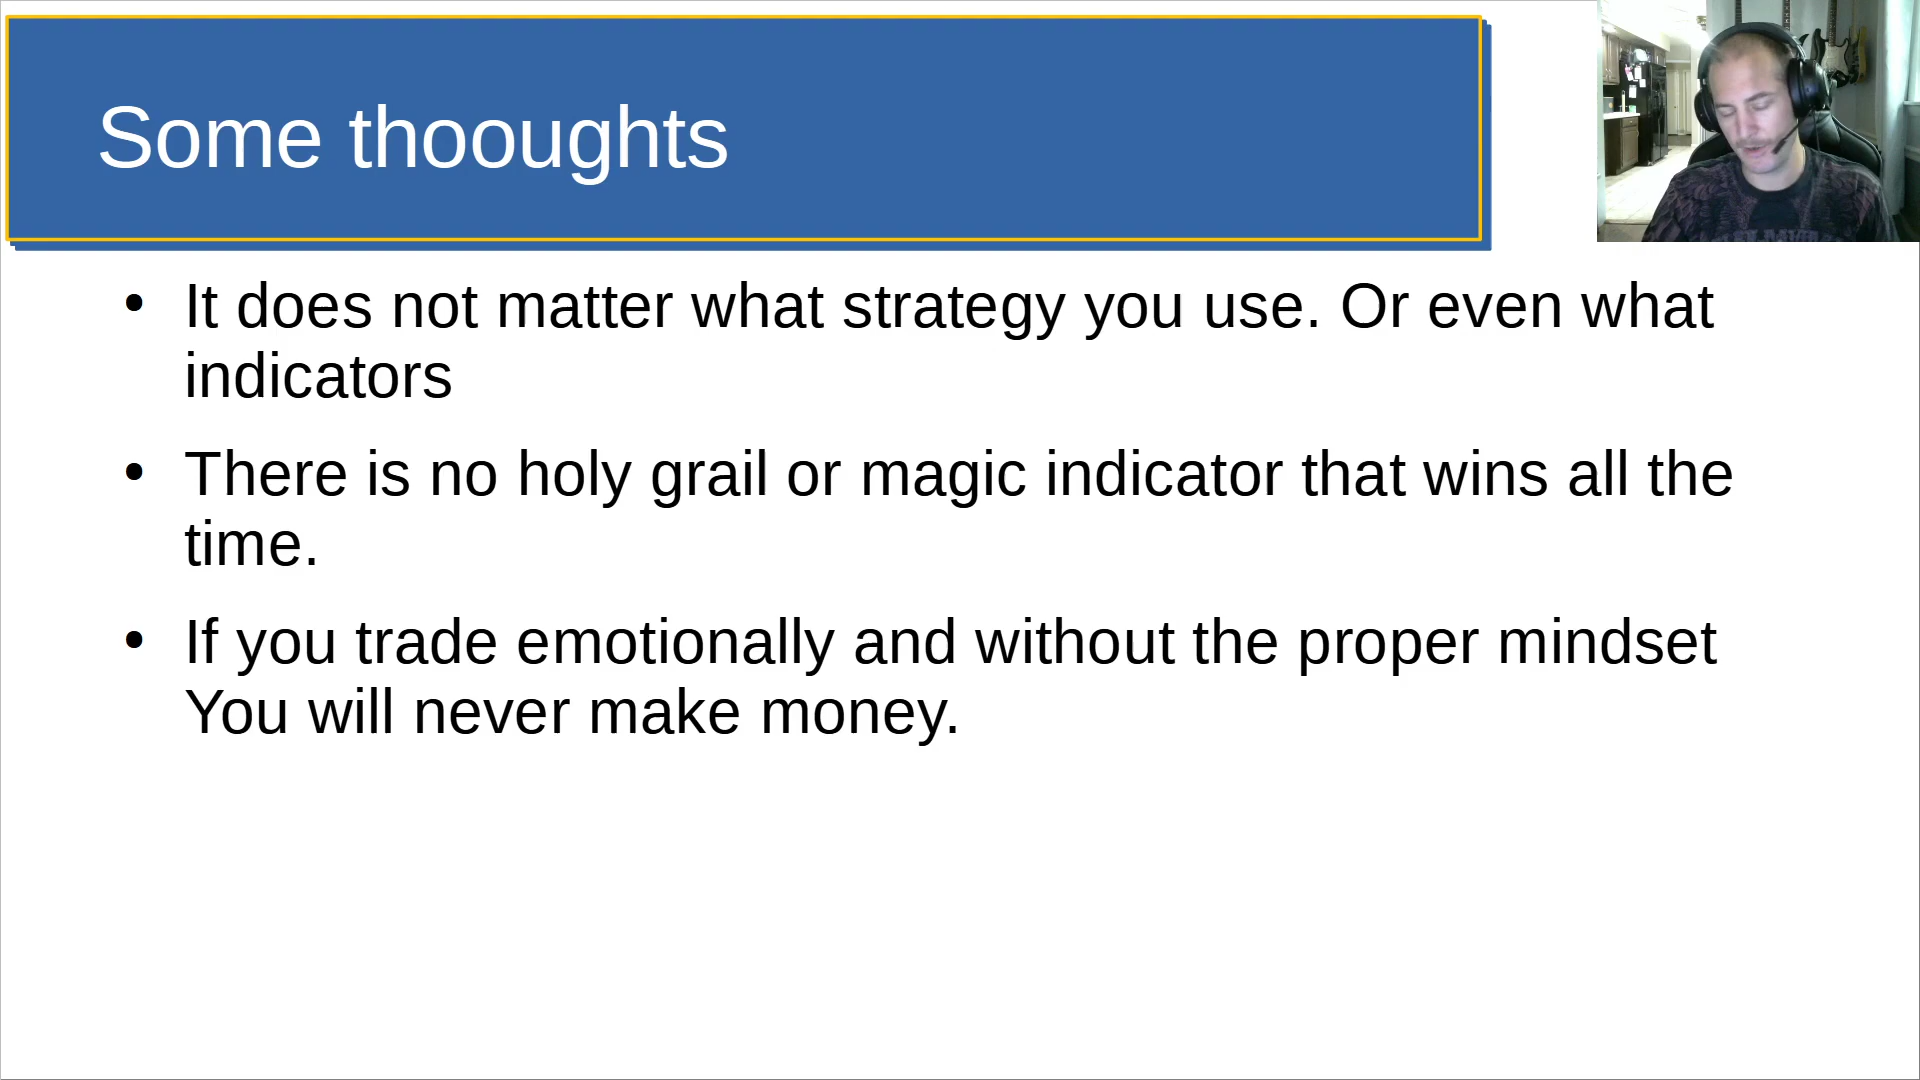 Some thooughts
• It does not matter what strategy you use. Or even what
indicators
• There is no holy grail or magic indicator that wins all the
time.
• If you trade emotionally and without the proper mindset
You will never make money.